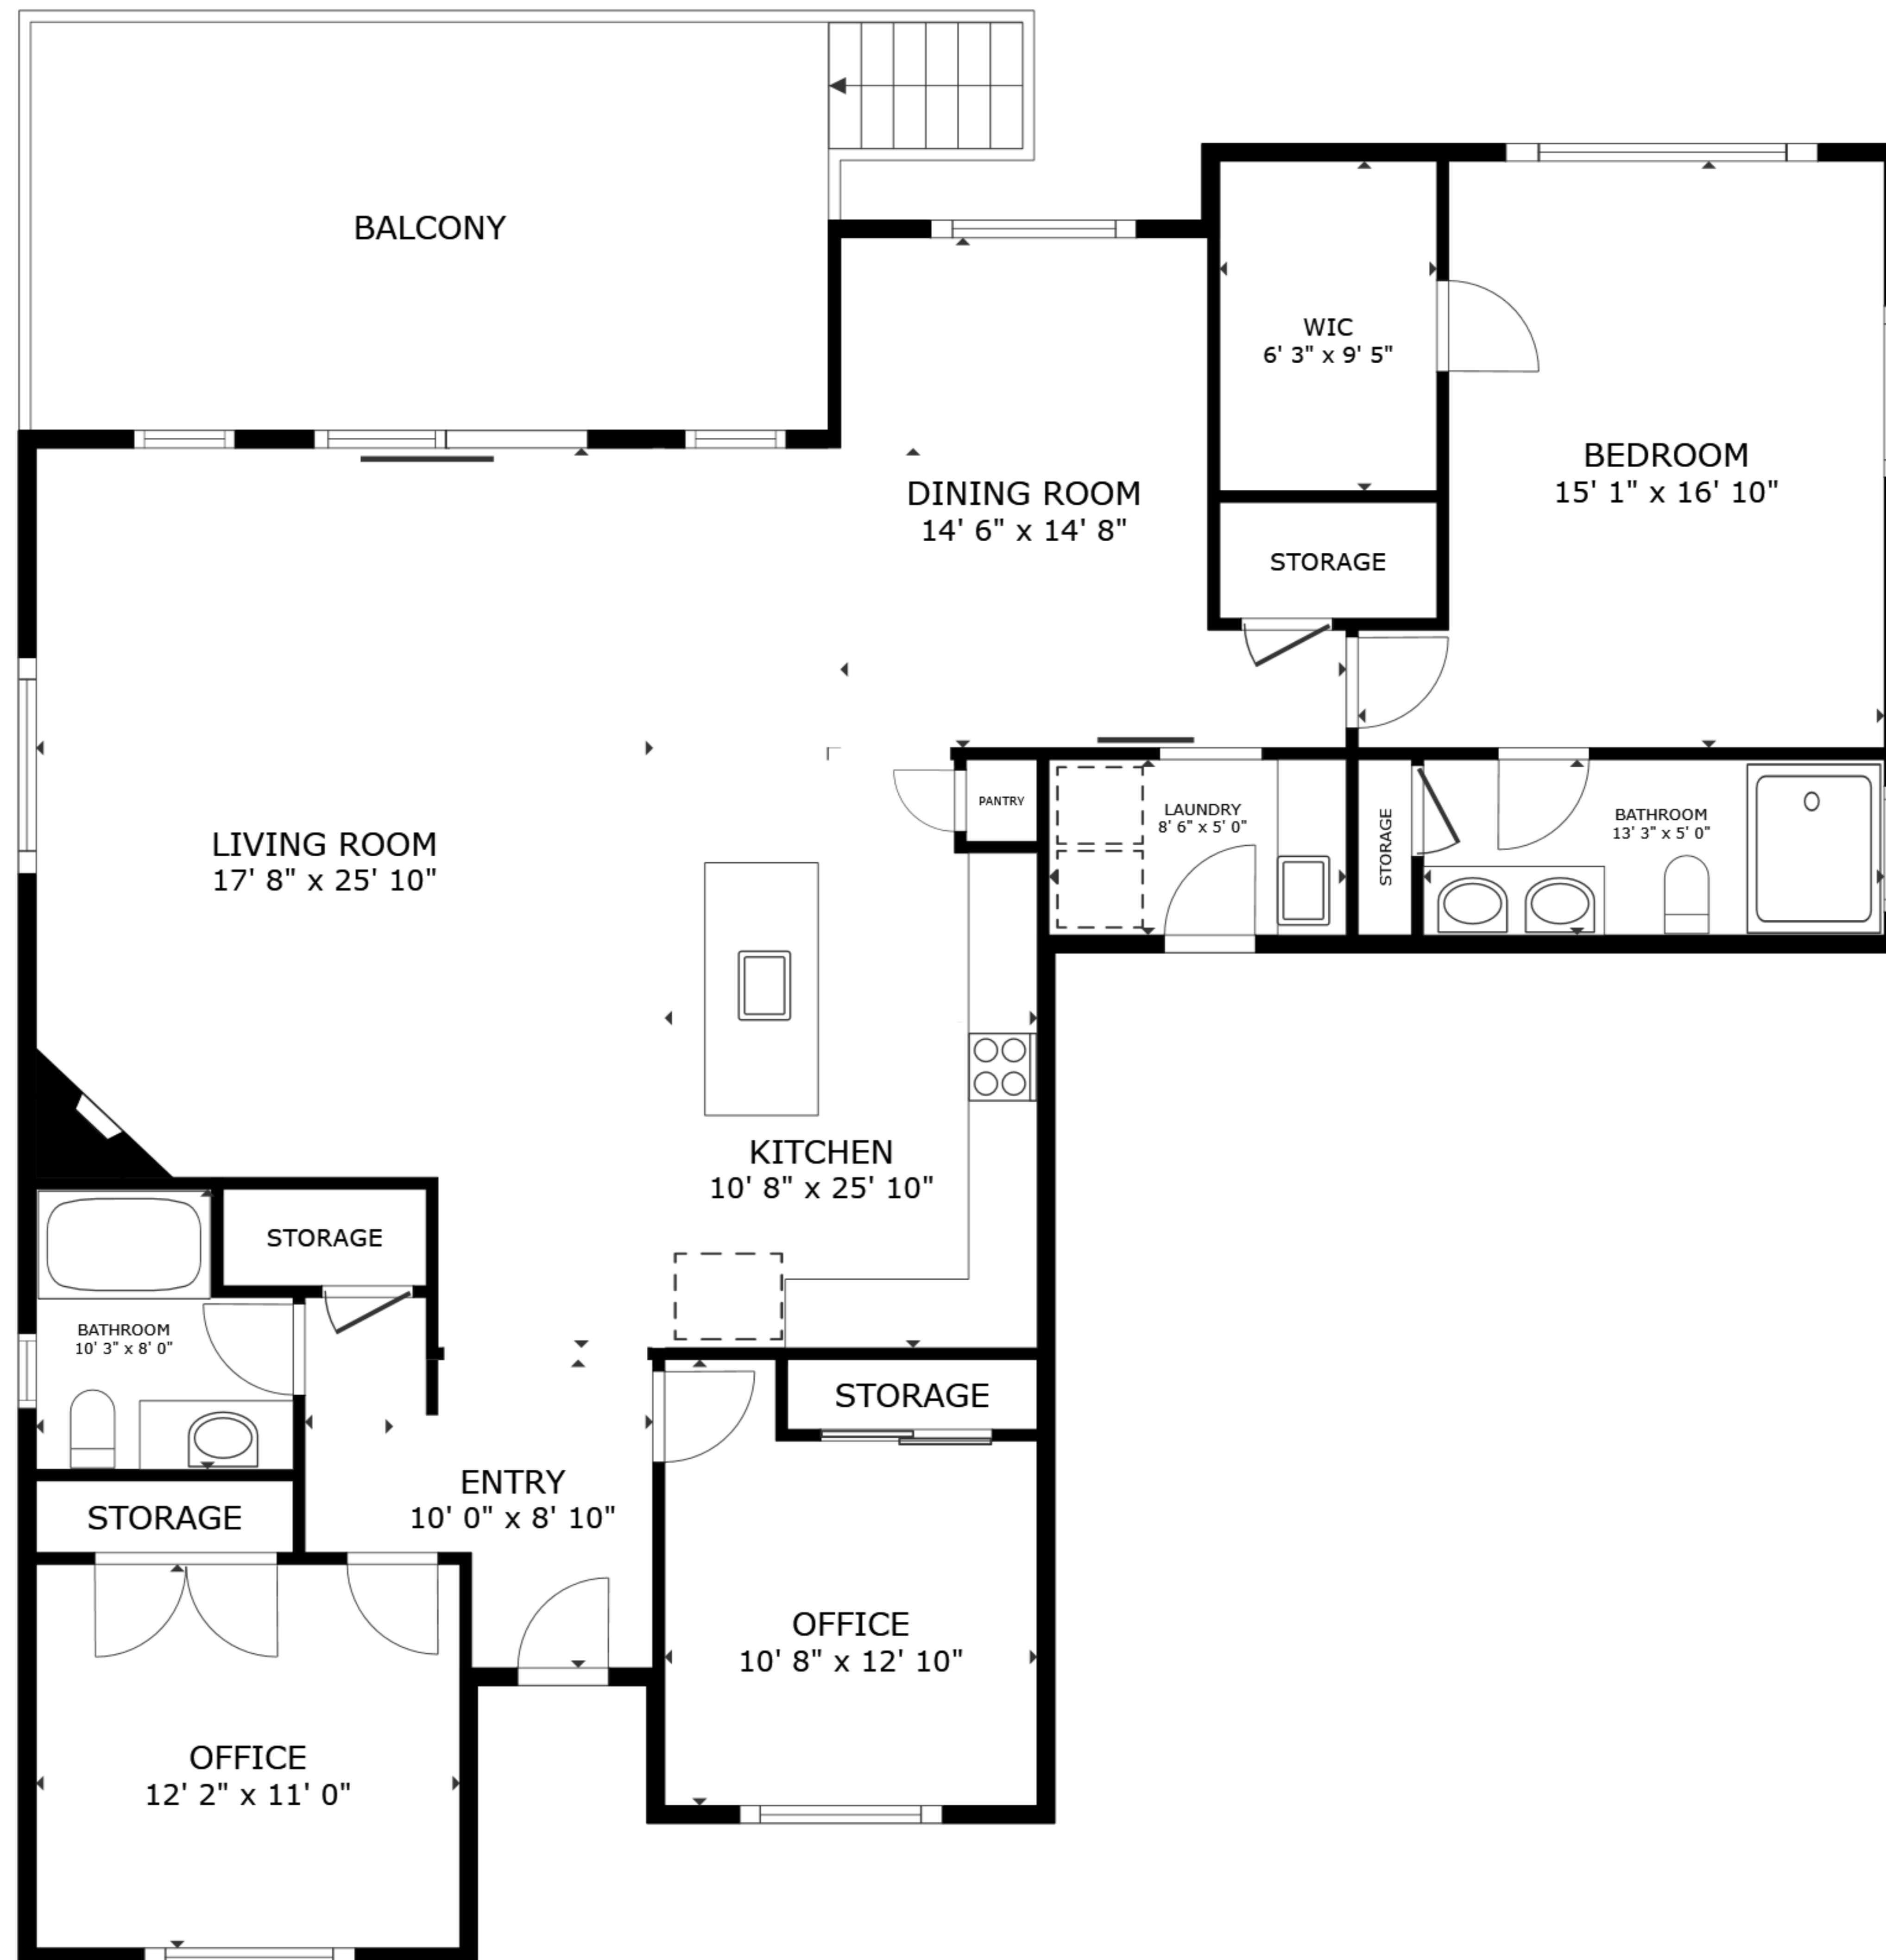 BALCONY
WIC
6' 3" x 9' 5"
BEDROOM
15' 1" x 16' 10"
DINING ROOM
14' 6" x 14' 8"
STORAGE
PANTRY
LAUNDRY
8' 6" x 5' 0"
STORAGE
BATHROOM
13' 3" x 5' 0"
LIVING ROOM
17' 8" x 25' 10"
KITCHEN
10' 8" x 25' 10"
STORAGE
BATHROOM
10' 3" x 8' 0"
STORAGE
ENTRY
10' 0" x 8' 10"
STORAGE
OFFICE
10' 8" x 12' 10"
OFFICE
12' 2" x 11' 0"